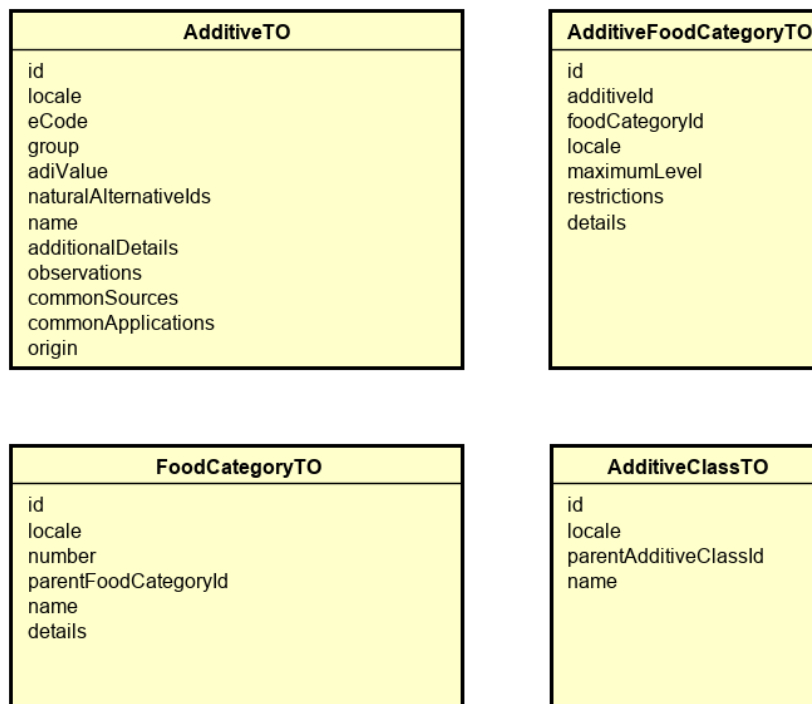 AdditiveTO
id
locale
eCode
group
adiValue
naturalAlternativeIds
name
additionalDetails
observations
commonSources
commonApplications
origin
AdditiveFoodCategoryTO
id
additiveId
foodCategoryId
locale
maximumLevel
restrictions
details
FoodCategoryTO
id
locale
number
parentFoodCategoryId
name
details
AdditiveClassTO
id
locale
parentAdditiveClassId
name